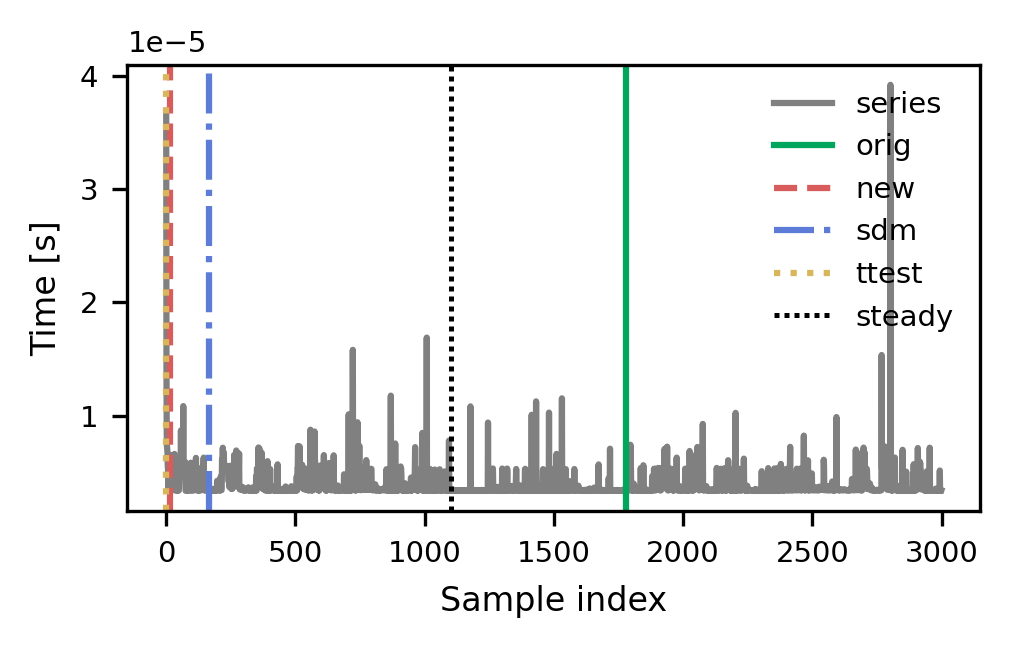 1e−5
4
3
2
1
Time [s]
series
orig
new
sdm
ttest
steady
0 500 1000 1500 2000 2500 3000
Sample index